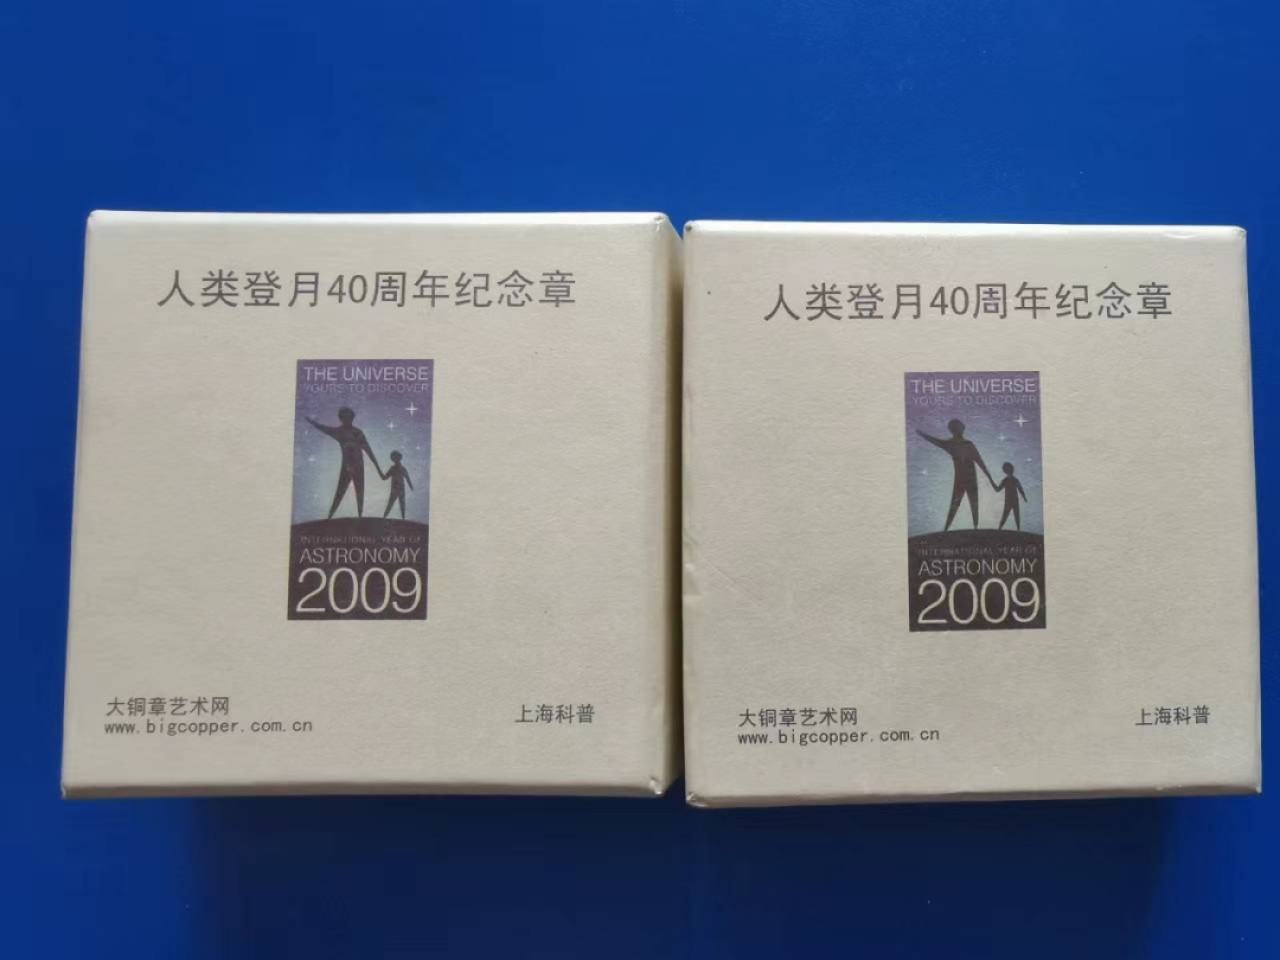 人类登月40周年纪念章
THE UNIVERSE
YOURS TO DISCOVER
INTERNATIONAL YEAR OF
ASTRONOMY
2009
大铜章艺术网
www.bigcopper.com.cn
上海科普
人类登月40周年纪念章
THE UNIVERSE
YOURS TO DISCOVER
INTERNATIONAL YEAR OF
ASTRONOMY
2009
大铜章艺术网
www.bigcopper.com.cn
上海科普